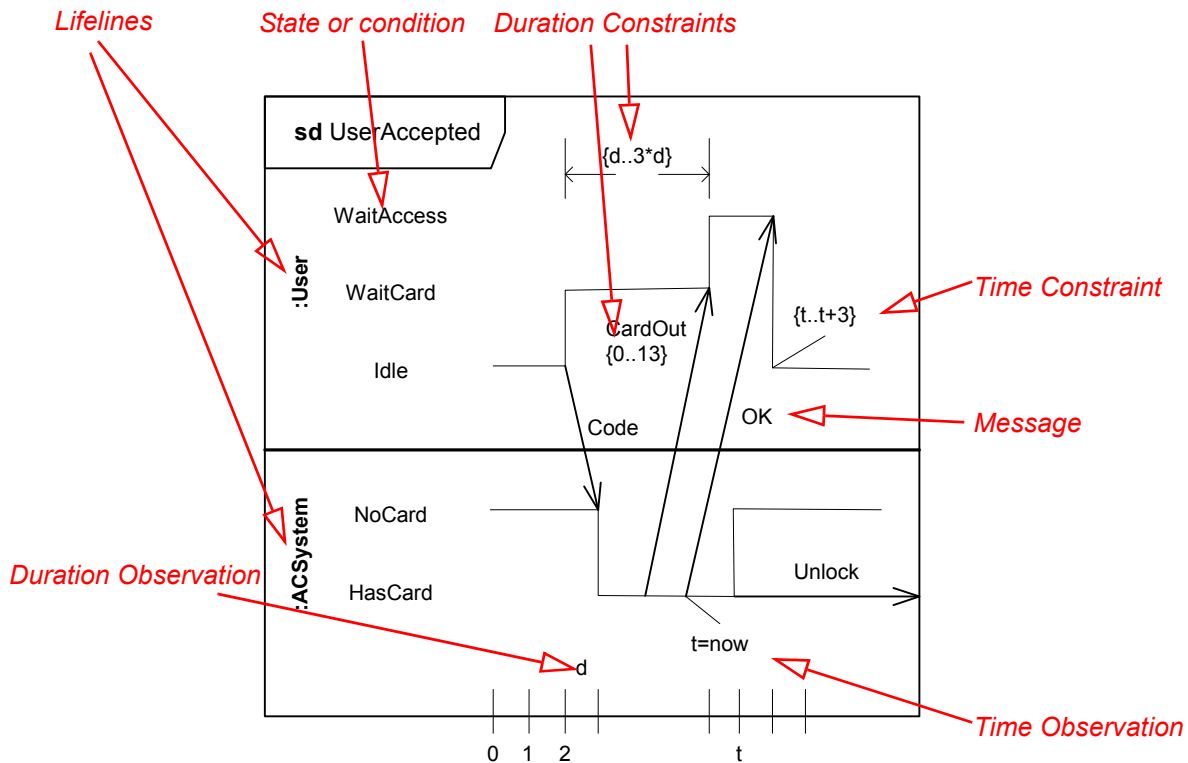 Lifelines
State or condition
Duration Constraints
sd UserAccepted
{d..3*d}
WaitAccess
:User
WaitCard
Time Constraint
{t..t+3}
CardOut
{0..13}
Idle
Code
OK
Message
NoCard
:ACSystem
Duration Observation
HasCard
Unlock
t=now
d
Time Observation
0 1 2 t